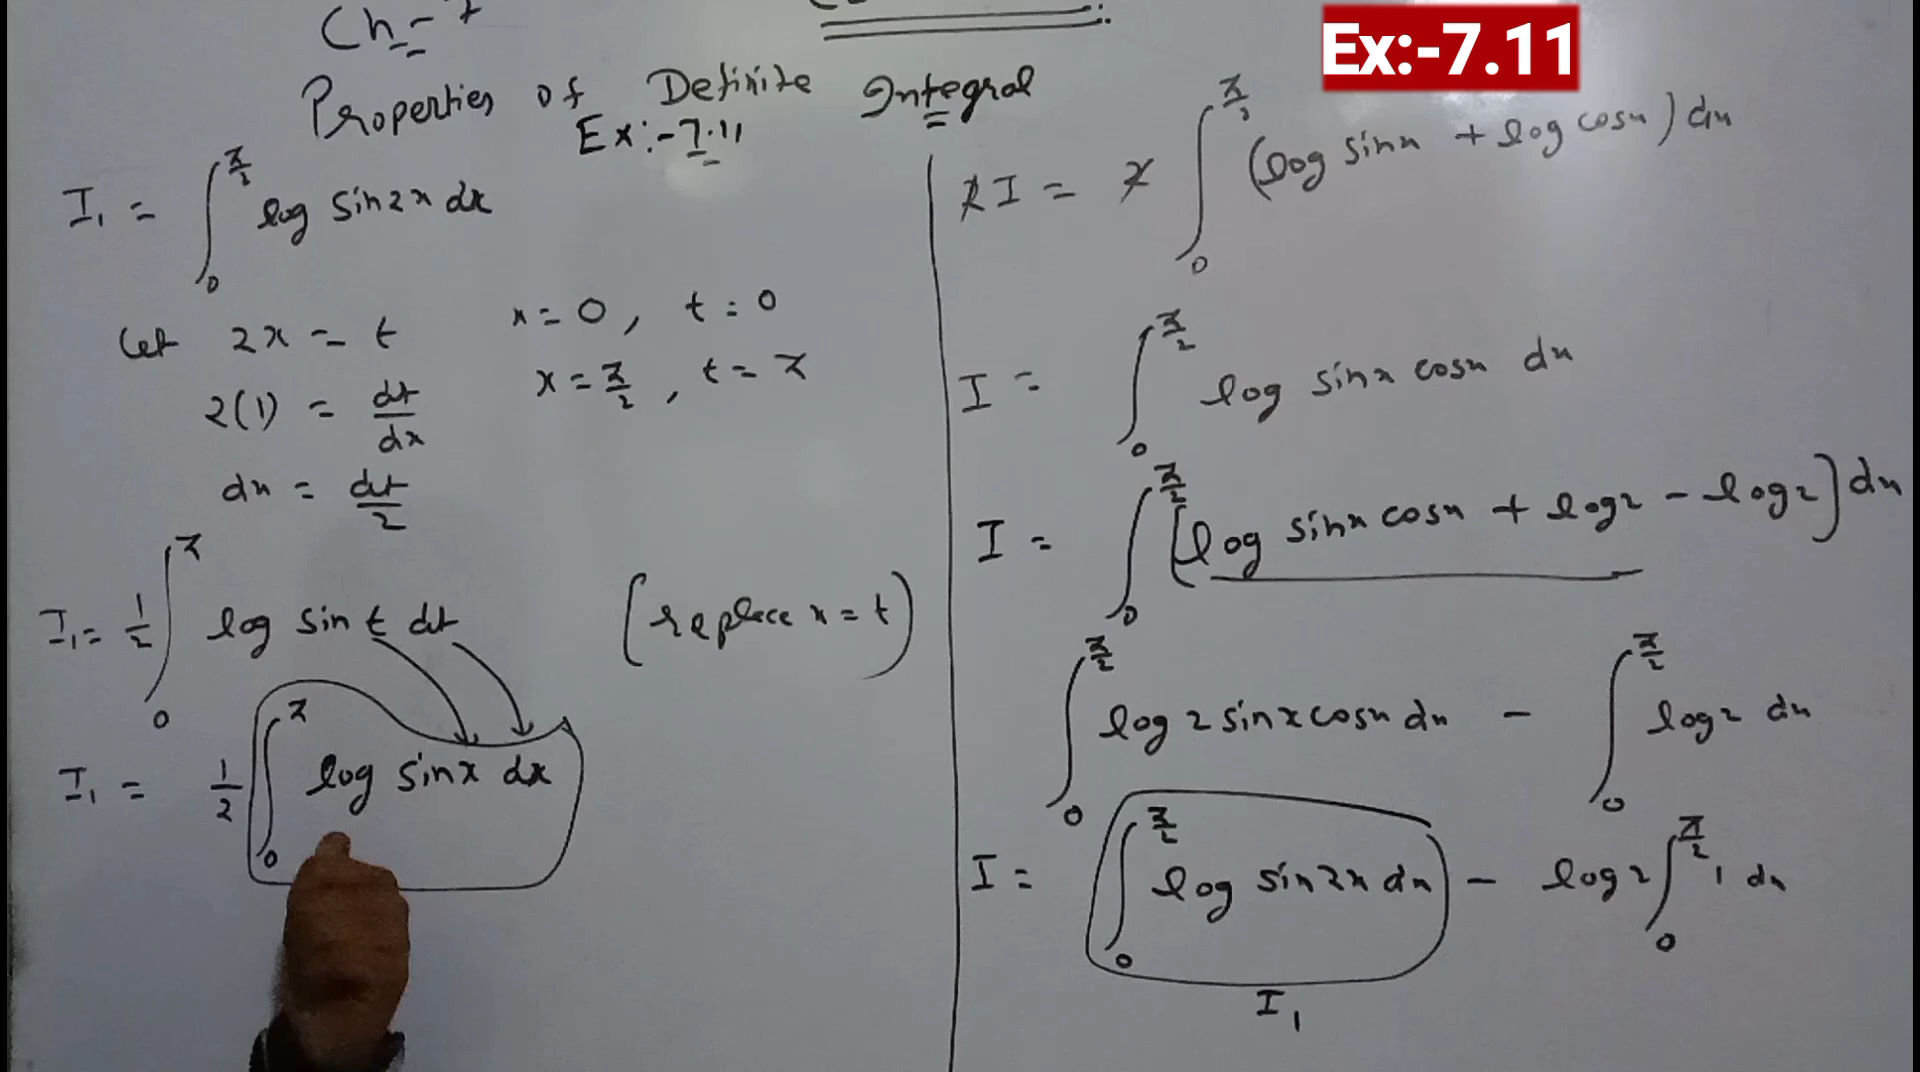 Ch-7
Ex:-7.11
Properties of Definite Integral
Ex:-7.11
I₁ = ∫₀^{π/2} log sin2x dx
Let 2x = t x=0, t=0
2(1) = dt/dx x=π/2, t=π
dx = dt/2
I₁ = 1/2 ∫₀^π log sin t dt (replace x=t)
I₁ = 1/2 ∫₀^π log sinx dx
2I = 2 ∫₀^{π/2} (log sinx + log cosx) dx
I = ∫₀^{π/2} log sinx cosx dx
I = ∫₀^{π/2} [log sinx cosx + log2 - log2] dx
∫₀^{π/2} log 2 sinx cosx dx - ∫₀^{π/2} log2 dx
I = ∫₀^{π/2} log sin2x dx - log2 ∫₀^{π/2} 1 dx
I₁